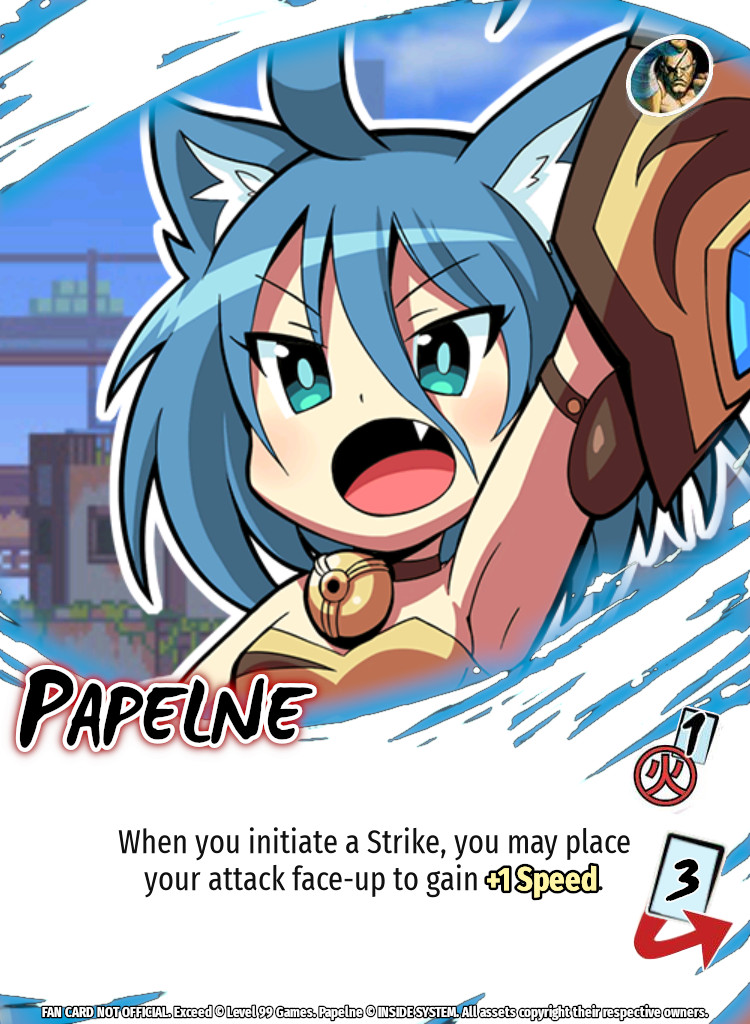 Papelne
1
火
When you initiate a Strike, you may place
your attack face-up to gain +1 Speed.
3
FAN CARD NOT OFFICIAL. Exceed © Level 99 Games. Papelne © INSIDE SYSTEM. All assets copyright their respective owners.